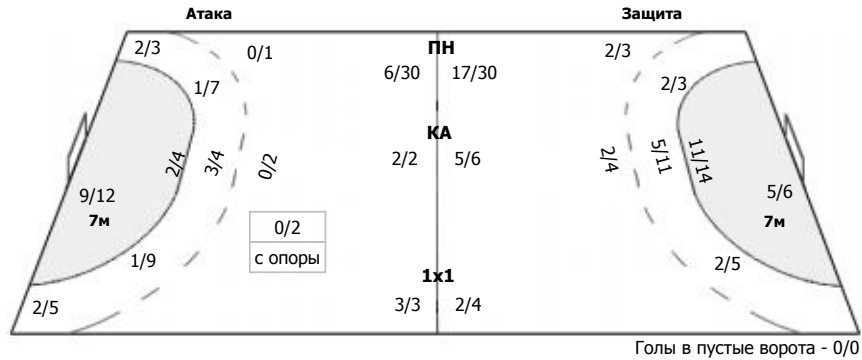 Атака
Защита
2/3
0/1
ПН
2/3
1/7
6/30
17/30
2/3
КА
2/4
3/4
0/2
2/2
5/6
2/4
5/11
11/14
9/12
7м
5/6
7м
0/2
с опоры
1/9
1x1
2/5
2/5
3/3
2/4
Голы в пустые ворота - 0/0